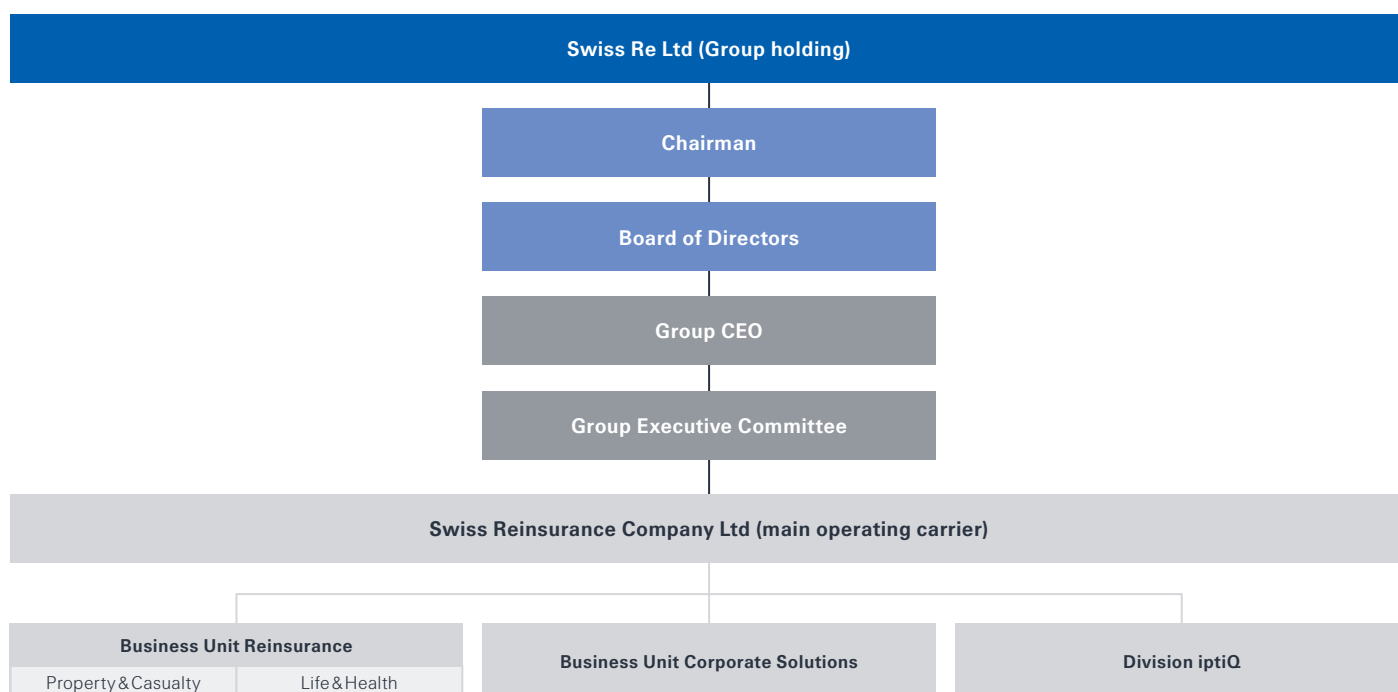 Swiss Re Ltd (Group holding)
Chairman
Board of Directors
Group CEO
Group Executive Committee
Swiss Reinsurance Company Ltd (main operating carrier)
Business Unit Reinsurance
Property & Casualty
Life & Health
Business Unit Corporate Solutions
Division iptiQ